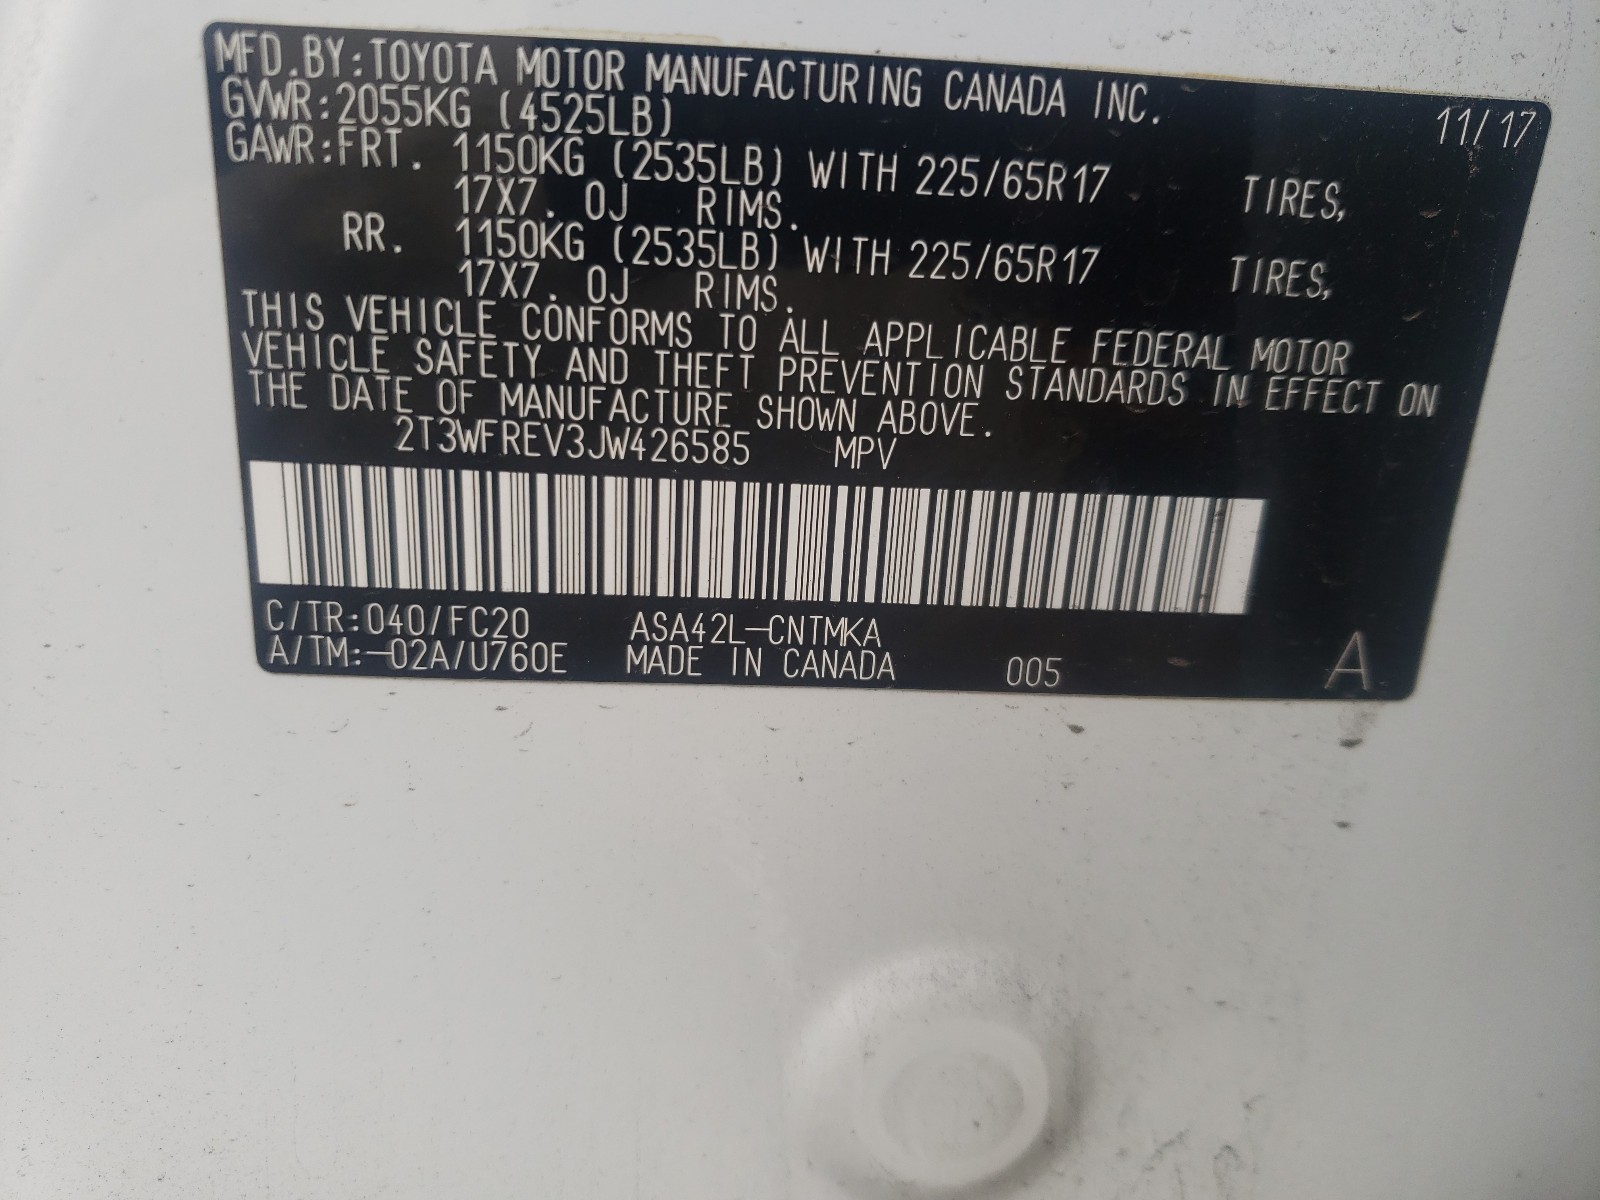 MFD.BY:TOYOTA MOTOR MANUFACTURING CANADA INC. 11/17
GVWR:2055KG (4525LB)
GAWR:FRT. 1150KG (2535LB) WITH 225/65R17 TIRES,
17X7.0J RIMS.
RR. 1150KG (2535LB) WITH 225/65R17 TIRES,
17X7.0J RIMS.
THIS VEHICLE CONFORMS TO ALL APPLICABLE FEDERAL MOTOR
VEHICLE SAFETY AND THEFT PREVENTION STANDARDS IN EFFECT ON
THE DATE OF MANUFACTURE SHOWN ABOVE.
2T3WFREV3JW426585 MPV
C/TR:040/FC20 ASA42L-CNTMKA
A/TM:-02A/U760E MADE IN CANADA 005 A